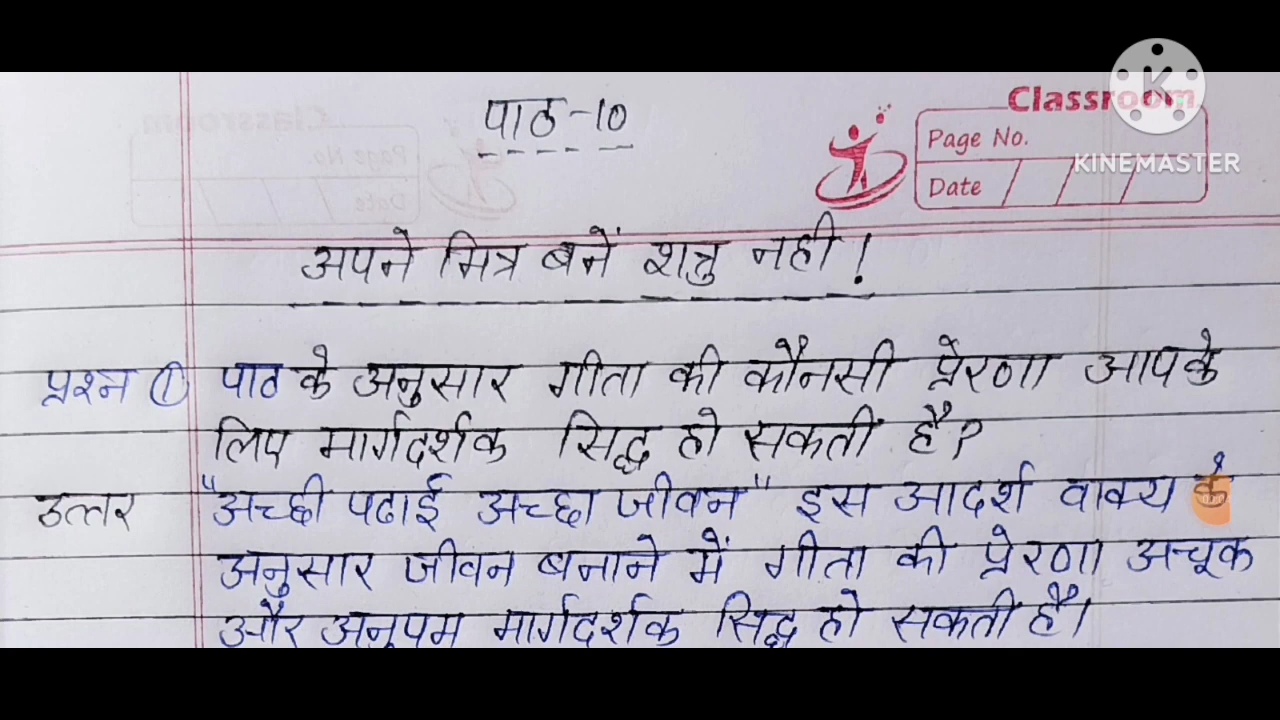 पाठ-10
Classroom
Page No.
Date
KINEMASTER
अपने मित्र बनें शत्रु नही!
प्रश्न ① पाठ के अनुसार गीता की कौनसी प्रेरणा आपके
लिए मार्गदर्शक सिद्ध हो सकती है?
उत्तर "अच्छी पढाई अच्छा जीवन" इस आदर्श वाक्य के
अनुसार जीवन बनाने में गीता की प्रेरणा अचूक
और अनुपम मार्गदर्शक सिद्ध हो सकती है।